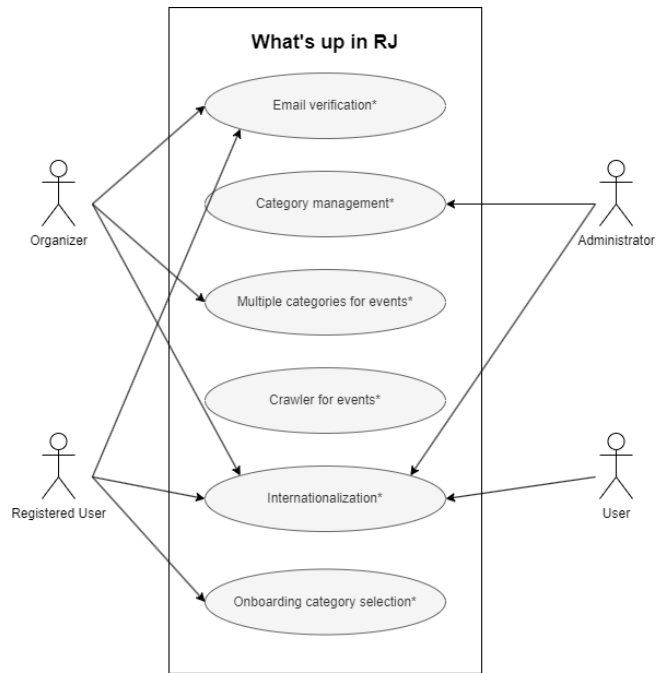 What's up in RJ
Email verification*
Category management*
Organizer
Administrator
Multiple categories for events*
Crawler for events*
Internationalization*
Registered User
User
Onboarding category selection*